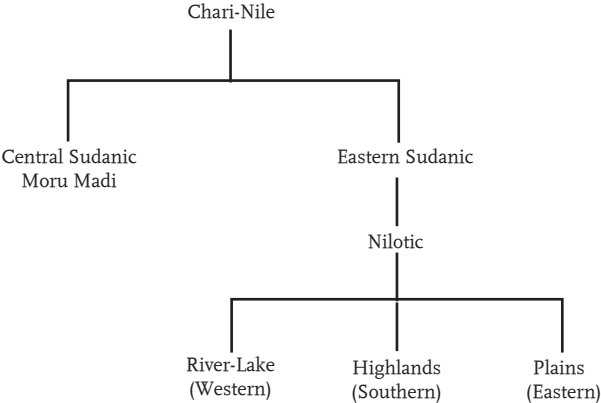 Chari-Nile
Central Sudanic
Moru Madi
Eastern Sudanic
Nilotic
River-Lake
(Western)
Highlands
(Southern)
Plains
(Eastern)